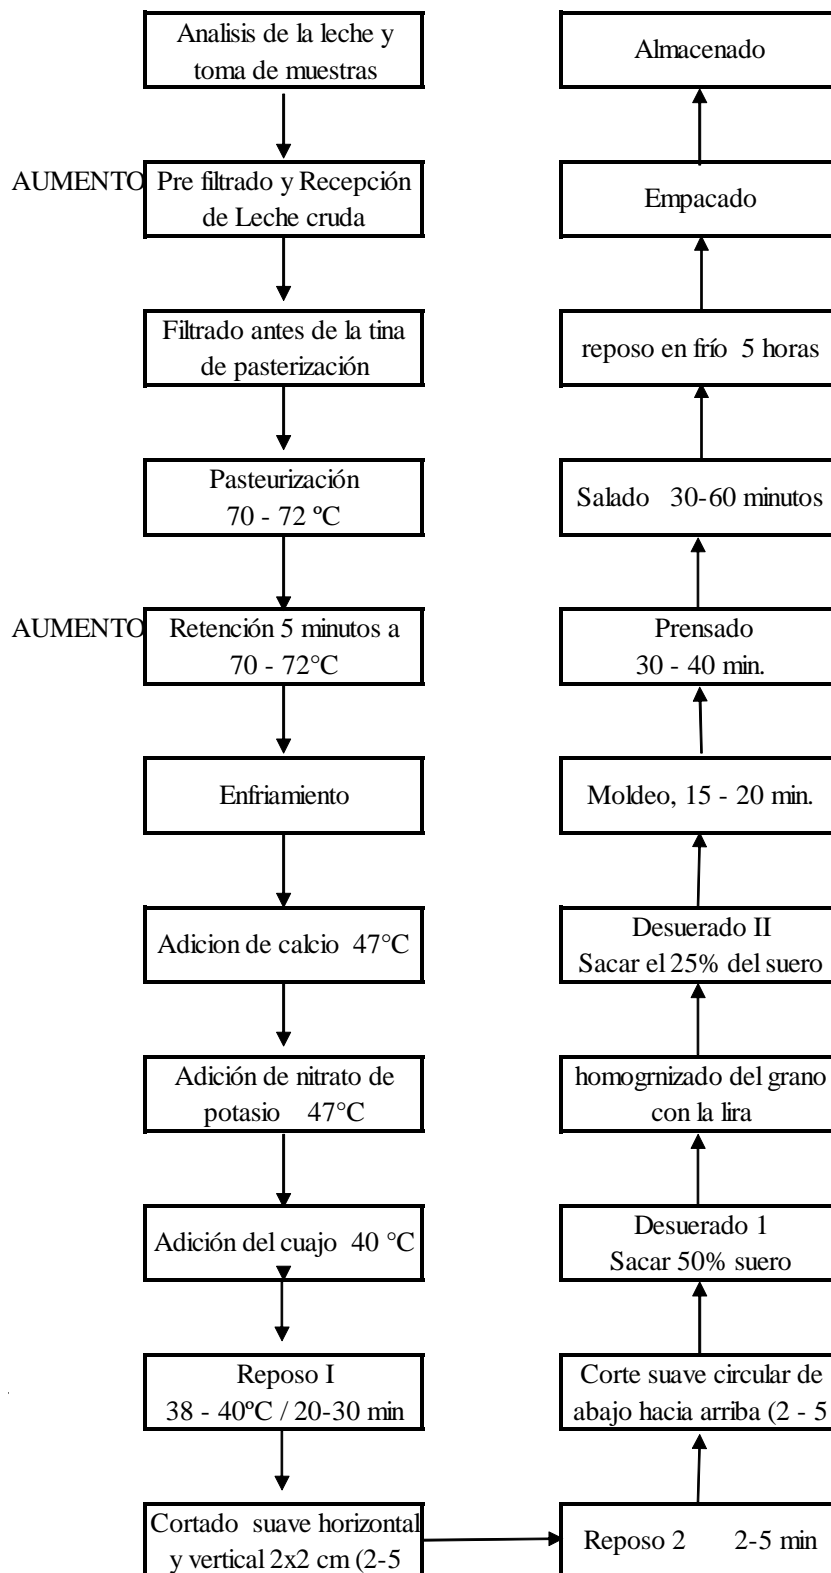 Analisis de la leche y
toma de muestras
AUMENTO
Pre filtrado y Recepción
de Leche cruda
Filtrado antes de la tina
de pasterización
Pasteurización
70 - 72 ºC
AUMENTO
Retención 5 minutos a
70 - 72°C
Enfriamiento
Adicion de calcio 47°C
Adición de nitrato de
potasio 47°C
Adición del cuajo 40 °C
Reposo I
38 - 40ºC / 20-30 min
Cortado suave horizontal
y vertical 2x2 cm (2-5
Reposo 2 2-5 min
Corte suave circular de
abajo hacia arriba (2 - 5
Desuerado 1
Sacar 50% suero
homogrnizado del grano
con la lira
Desuerado II
Sacar el 25% del suero
Moldeo, 15 - 20 min.
Prensado
30 - 40 min.
Salado 30-60 minutos
reposo en frío 5 horas
Empacado
Almacenado